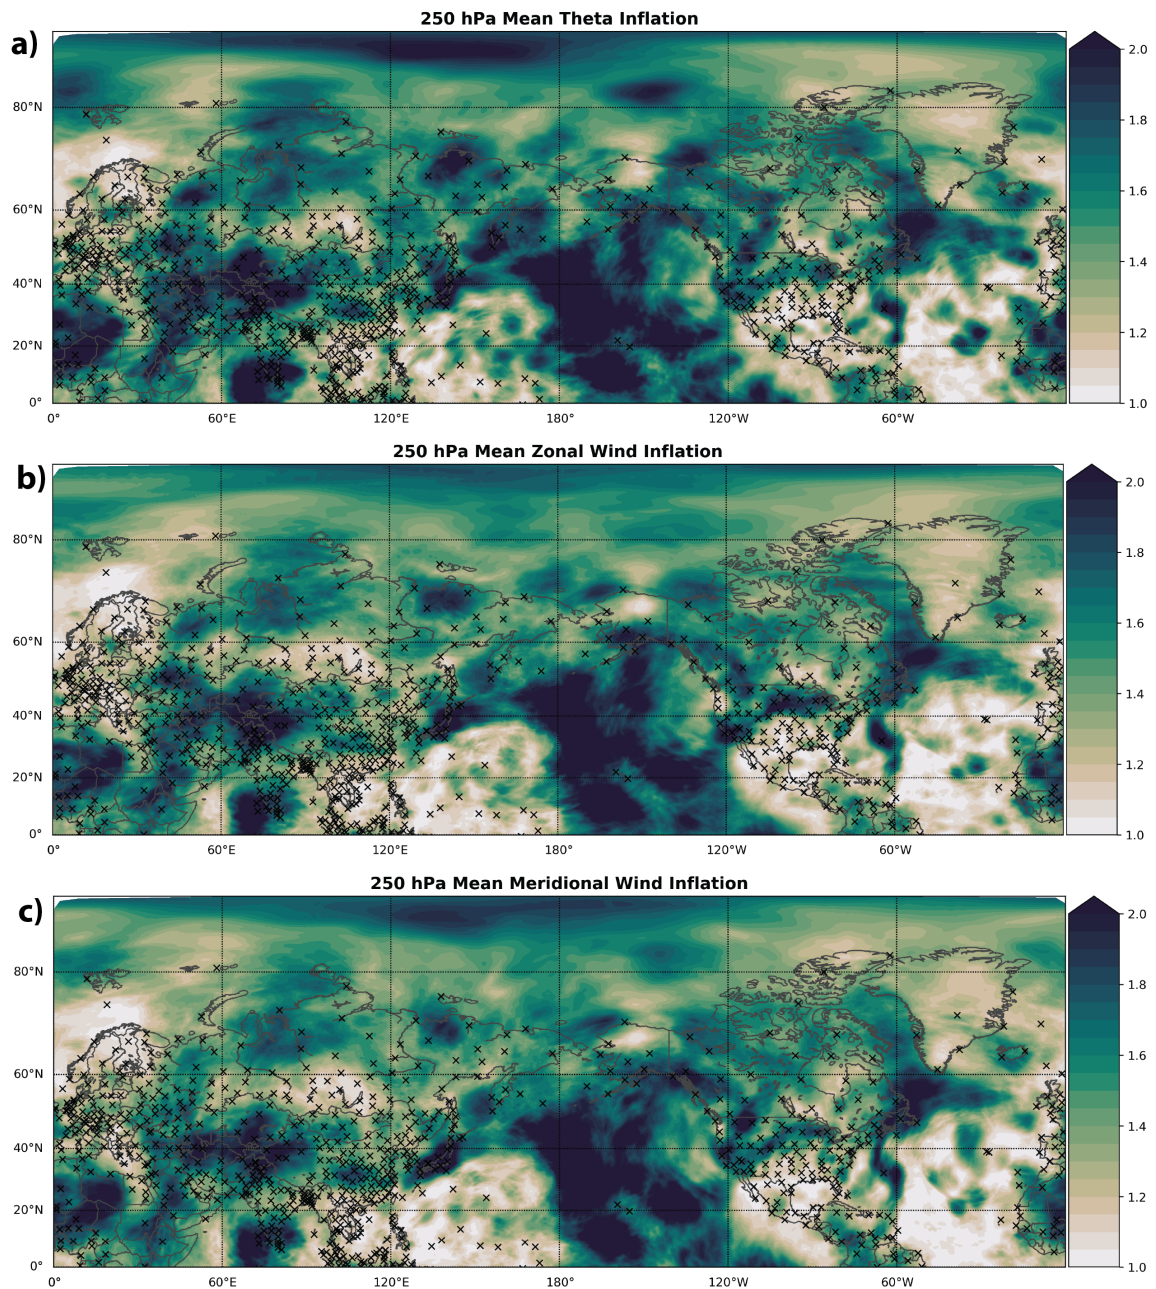 250 hPa Mean Theta Inflation
a)
80°N
60°N
40°N
20°N
0°
0° 60°E 120°E 180° 120°W 60°W
2.0
1.8
1.6
1.4
1.2
1.0
250 hPa Mean Zonal Wind Inflation
b)
80°N
60°N
40°N
20°N
0°
0° 60°E 120°E 180° 120°W 60°W
2.0
1.8
1.6
1.4
1.2
1.0
250 hPa Mean Meridional Wind Inflation
c)
80°N
60°N
40°N
20°N
0°
0° 60°E 120°E 180° 120°W 60°W
2.0
1.8
1.6
1.4
1.2
1.0